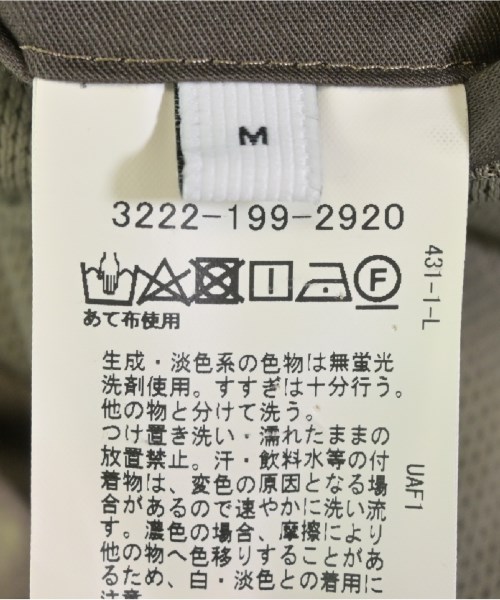 M
3222-199-2920
F
あて布使用
生成・淡色系の色物は無蛍光
洗剤使用。すすぎは十分行う。
他の物と分けて洗う。
つけ置き洗い・濡れたままの
放置禁止。汗・飲料水等の付
着物は、変色の原因となる場
合があるので速やかに洗い流
す。濃色の場合、摩擦により
他の物へ色移りすることがあ
るため、白・淡色との着用に
注意
431-1-L
UAF1